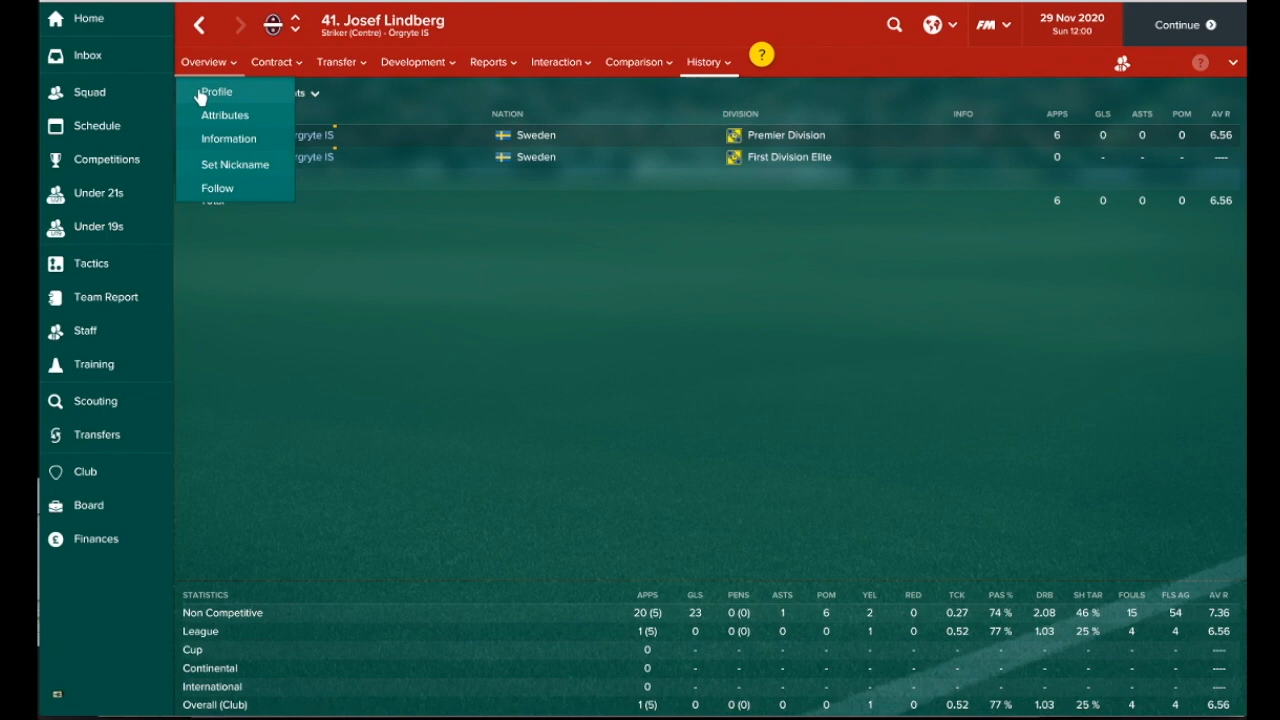 Home
Inbox
Squad
Schedule
Competitions
Under 21s
Under 19s
Tactics
Team Report
Staff
Training
Scouting
Transfers
Club
Board
Finances
41. Josef Lindberg
Striker (Centre) - Örgryte IS
FM
29 Nov 2020
Sun 12:00
Continue
Overview Contract Transfer Development Reports Interaction Comparison History ? ?
Profile
Attributes
Information
Set Nickname
Follow
ts
NATION DIVISION INFO APPS GLS ASTS POM AV R
rgryte IS Sweden Premier Division 6 0 0 0 6.56
rgryte IS Sweden First Division Elite 0 - - - ----
Total 6 0 0 0 6.56
STATISTICS APPS GLS PENS ASTS POM YEL RED TCK PAS % DRB SH TAR FOULS FLS AG AV R
Non Competitive 20 (5) 23 0 (0) 1 6 2 0 0.27 74 % 2.08 46 % 15 54 7.36
League 1 (5) 0 0 (0) 0 0 1 0 0.52 77 % 1.03 25 % 4 4 6.56
Cup 0 - - - - - - - - - - - - ----
Continental 0 - - - - - - - - - - - - ----
International 0 - - - - - - - - - - - - ----
Overall (Club) 1 (5) 0 0 (0) 0 0 1 0 0.52 77 % 1.03 25 % 4 4 6.56